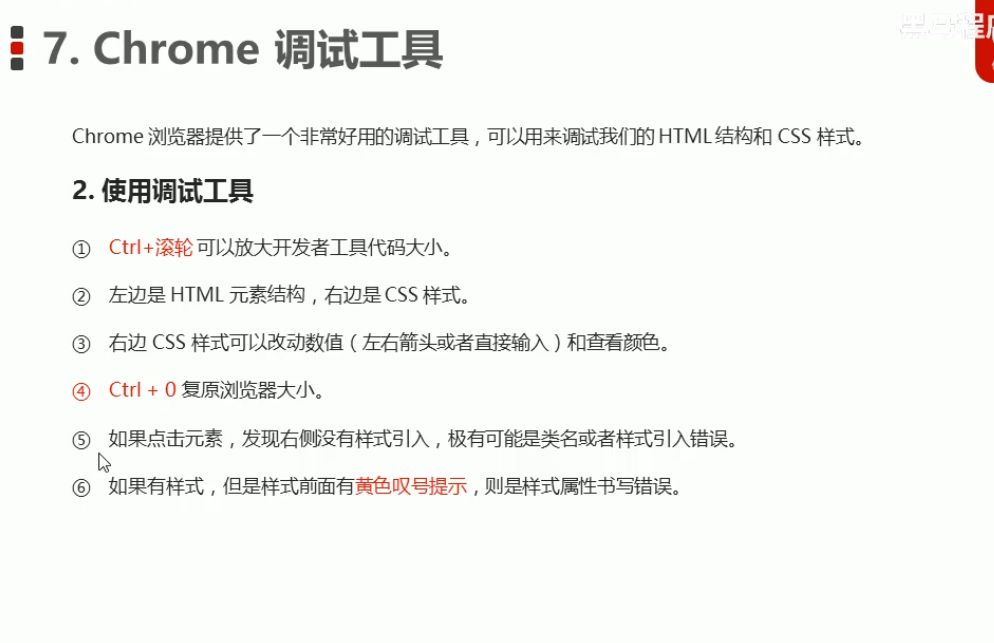 7. Chrome 调试工具
Chrome 浏览器提供了一个非常好用的调试工具，可以用来调试我们的 HTML结构和 CSS 样式。
2. 使用调试工具
① Ctrl+滚轮 可以放大开发者工具代码大小。
② 左边是 HTML 元素结构，右边是 CSS 样式。
③ 右边 CSS 样式可以改动数值（左右箭头或者直接输入）和查看颜色。
④ Ctrl + 0 复原浏览器大小。
⑤ 如果点击元素，发现右侧没有样式引入，极有可能是类名或者样式引入错误。
⑥ 如果有样式，但是样式前面有黄色叹号提示，则是样式属性书写错误。